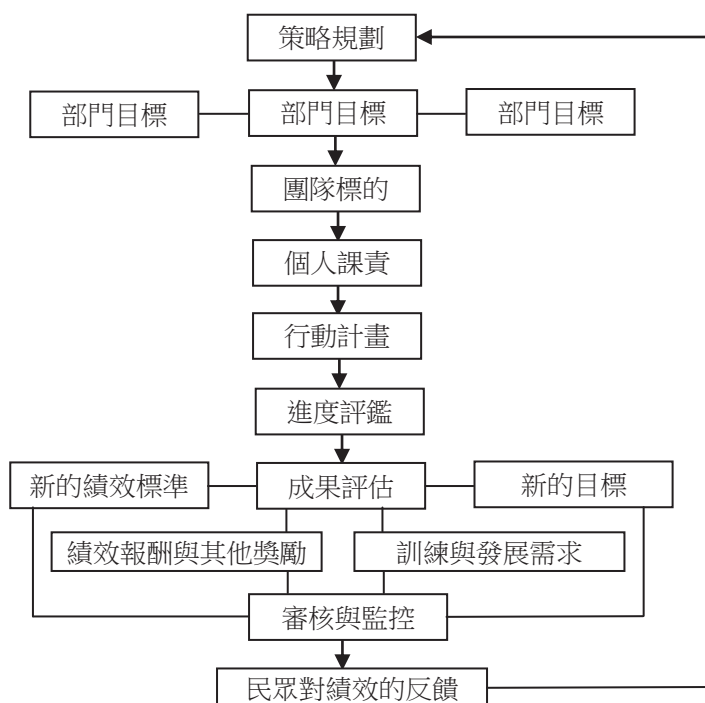 策略規劃
部門目標
部門目標
部門目標
團隊標的
個人課責
行動計畫
進度評鑑
新的績效標準
成果評估
新的目標
績效報酬與其他獎勵
訓練與發展需求
審核與監控
民眾對績效的反饋